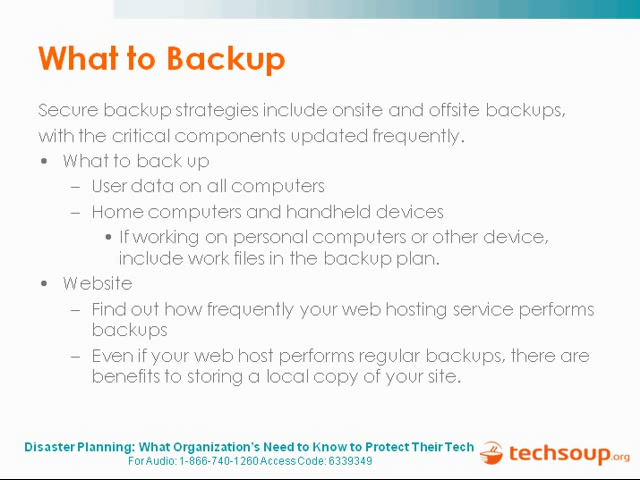 What to Backup
Secure backup strategies include onsite and offsite backups,
with the critical components updated frequently.
• What to back up
– User data on all computers
– Home computers and handheld devices
• If working on personal computers or other device,
include work files in the backup plan.
• Website
– Find out how frequently your web hosting service performs
backups
– Even if your web host performs regular backups, there are
benefits to storing a local copy of your site.
Disaster Planning: What Organization's Need to Know to Protect Their Tech
For Audio: 1-866-740-1260 Access Code: 6339349
techsoup.org